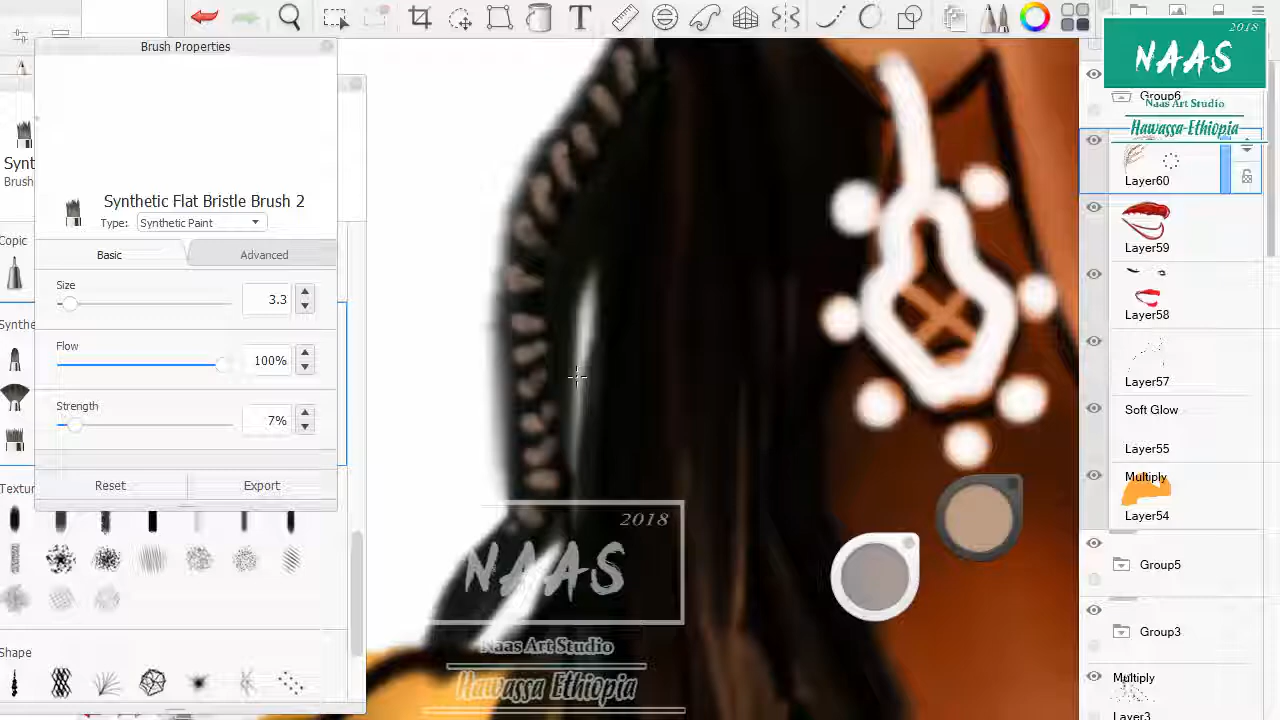 Brush Properties
Synthetic Flat Bristle Brush 2
Type: Synthetic Paint
Basic
Advanced
Size
3.3
Flow
100%
Strength
7%
Reset
Export
Synt
Brush
Copic
Synthe
Textur
Shape
2018
NAAS
Naas Art Studio
Hawassa Ethiopia
2018
NAAS
Naas Art Studio
Hawassa-Ethiopia
Group6
Layer60
Layer59
Layer58
Layer57
Soft Glow
Layer55
Multiply
Layer54
Group5
Group3
Multiply
Layer3